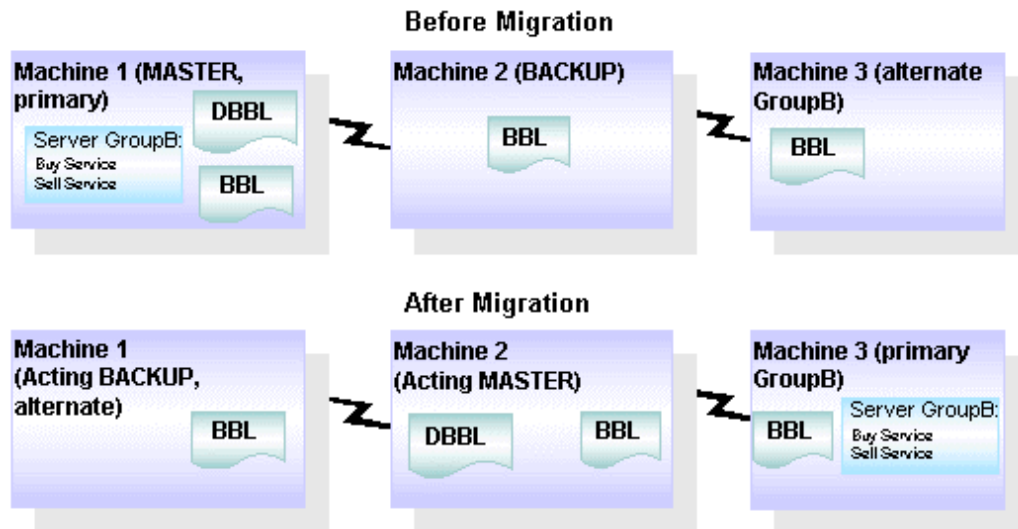 Before Migration
Machine 1 (MASTER,
primary)
DBBL
Server GroupB:
Buy Service
Sell Service
BBL
Machine 2 (BACKUP)
BBL
Machine 3 (alternate
GroupB)
BBL
After Migration
Machine 1
(Acting BACKUP,
alternate)
BBL
Machine 2
(Acting MASTER)
DBBL
BBL
Machine 3 (primary
GroupB)
BBL
Server GroupB:
Buy Service
Sell Service